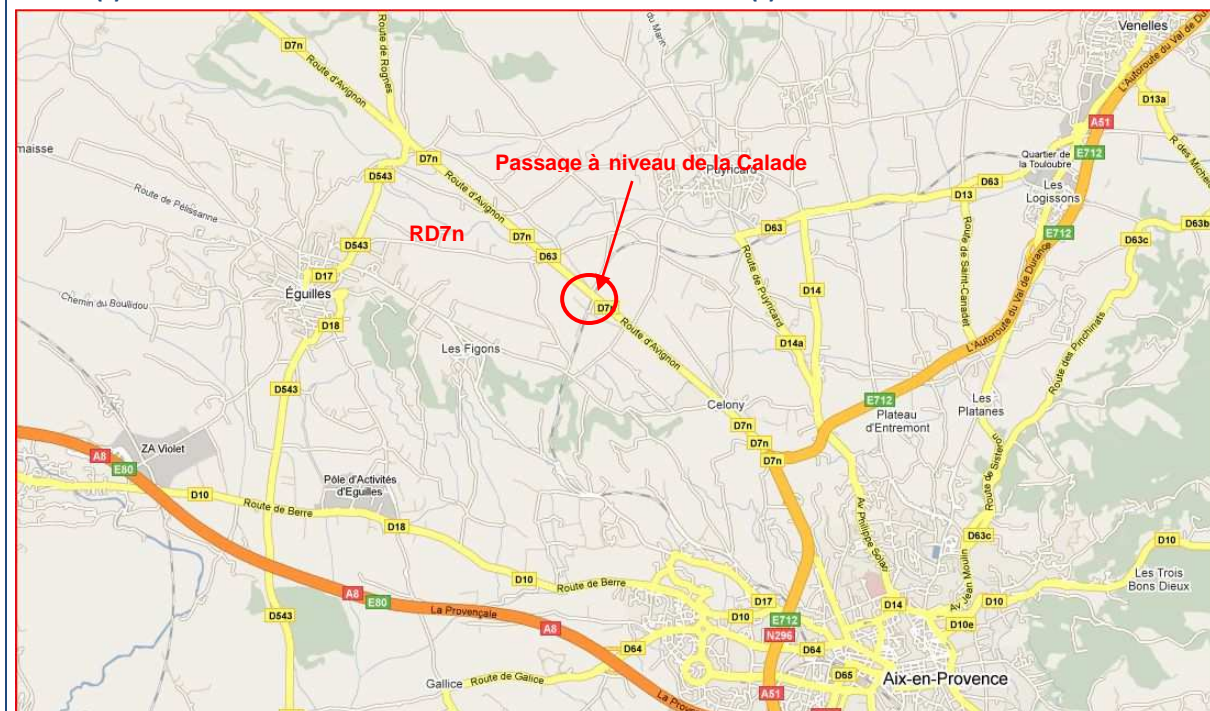 Venelles
du Marin
D7n
Route de Rognes
L'Autoroute du Val de Durance
Route d'Avignon
D13a
A51
E712
maisse
D7n
Passage à niveau de la Calade
Quartier de
la Touloubre
D543
Puyricard
D63
Les
Logissons
Route d'Avignon
D13
Route de Pélissanne
D63
RD7n
D7n
E712
D63c
D63b
D543
D63
Route de Puyricard
Route de Saint-Canadet
D17
D14
L'Autoroute du Val de Durance
Éguilles
Chemin du Bouillidou
D7n
D18
Route d'Avignon
Route des Pinchinats
Les Figons
D14a
D543
E712
Les
Platanes
Celony
Plateau
d'Entremont
D7n
ZA Violet
D7n
A8
E80
D7n
Route de Sisteron
Pôle d'Activités
d'Eguilles
D10
Route de Berre
D18
Av Philippe Solari
D63c
D10
D10
Route de Berre
Les Trois
Bons Dieux
A8
E80
D17
D14
Av Jean Moulin
D10
D543
La Provençale
D10
E712
D10e
A8
N296
D64
D64
D65
Aix-en-Provence
Gallice
Route de Galice
A51